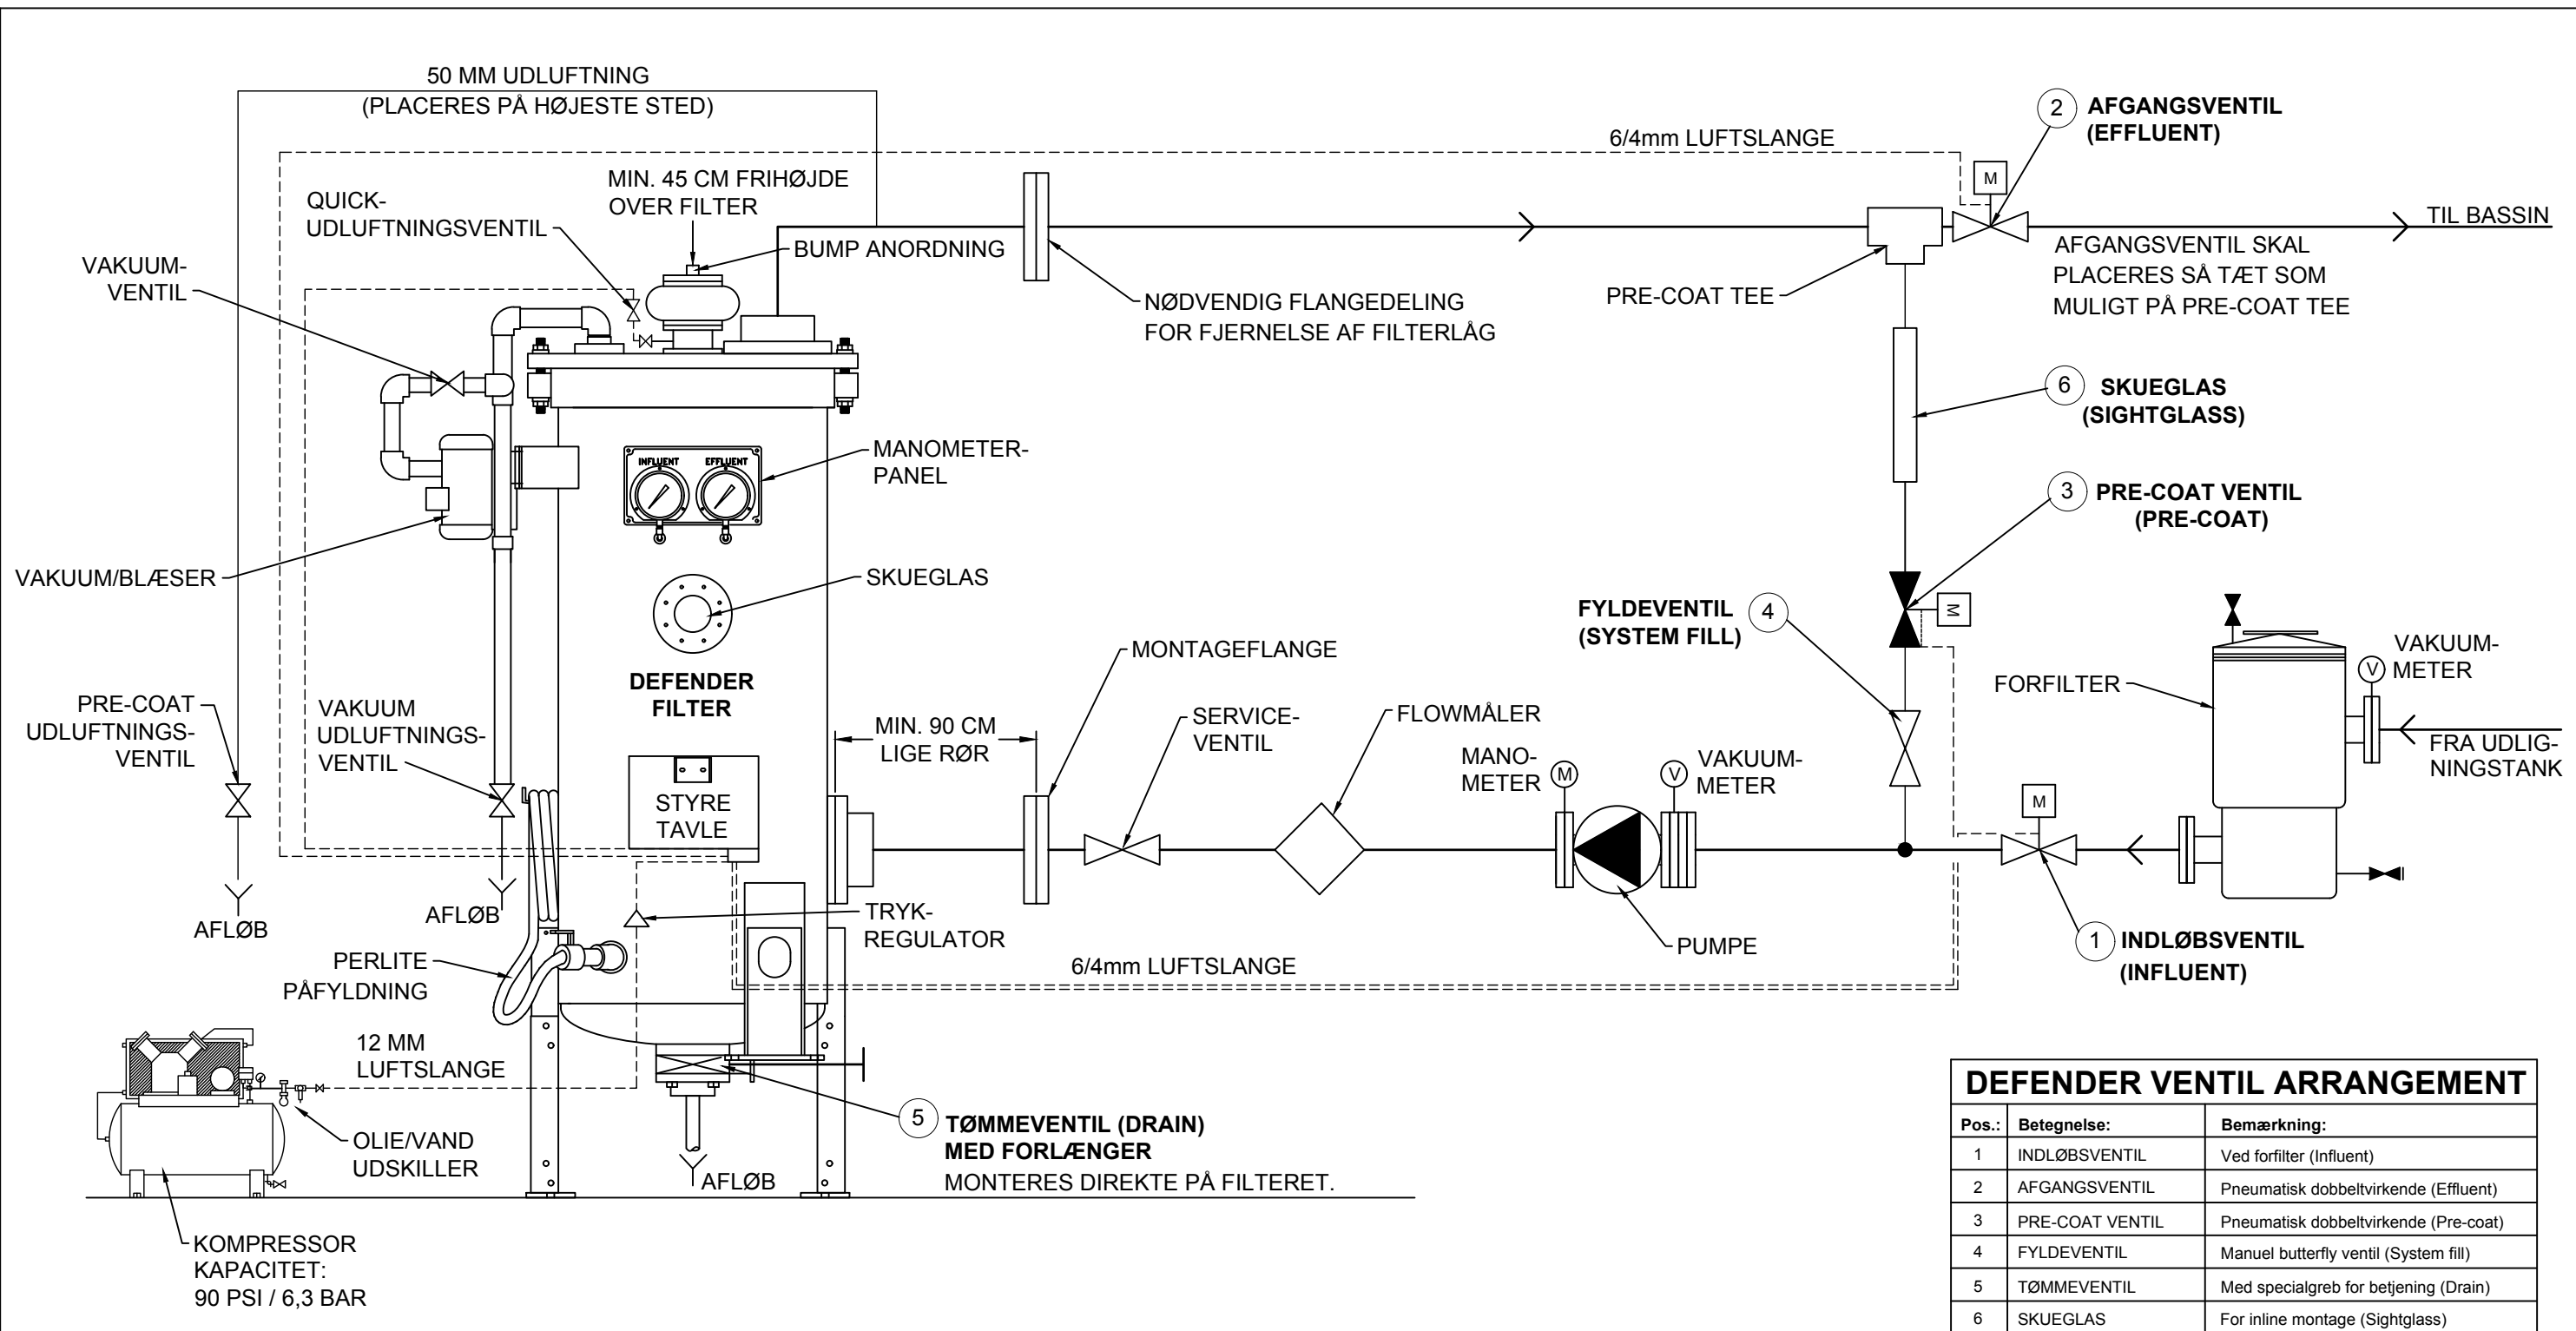 50 MM UDLUFTNING
(PLACERES PÅ HØJESTE STED)
2
AFGANGSVENTIL
(EFFLUENT)
6/4mm LUFTSLANGE
M
MIN. 45 CM FRIHØJDE
OVER FILTER
QUICK-
UDLUFTNINGSVENTIL
BUMP ANORDNING
TIL BASSIN
VAKUUM-
VENTIL
AFGANGSVENTIL SKAL
PLACERES SÅ TÆT SOM
MULIGT PÅ PRE-COAT TEE
PRE-COAT TEE
NØDVENDIG FLANGEDELING
FOR FJERNELSE AF FILTERLÅG
6
SKUEGLAS
(SIGHTGLASS)
MANOMETER-
PANEL
INFLUENT
EFFLUENT
3
PRE-COAT VENTIL
(PRE-COAT)
VAKUUM/BLÆSER
SKUEGLAS
FYLDEVENTIL
(SYSTEM FILL)
4
M
MONTAGEFLANGE
VAKUUM-
METER
V
FORFILTER
DEFENDER
FILTER
PRE-COAT
UDLUFTNINGS-
VENTIL
VAKUUM
UDLUFTNINGS-
VENTIL
MIN. 90 CM
LIGE RØR
SERVICE-
VENTIL
FLOWMÅLER
MANO-
METER
M
V
VAKUUM-
METER
FRA UDLIG-
NINGSTANK
STYRE
TAVLE
M
AFLØB
AFLØB
TRYK-
REGULATOR
PUMPE
1
INDLØBSVENTIL
(INFLUENT)
PERLITE
PÅFYLDNING
6/4mm LUFTSLANGE
12 MM
LUFTSLANGE
OLIE/VAND
UDSKILLER
5
TØMMEVENTIL (DRAIN)
MED FORLÆNGER
MONTERES DIREKTE PÅ FILTERET.
AFLØB
KOMPRESSOR
KAPACITET:
90 PSI / 6,3 BAR
DEFENDER VENTIL ARRANGEMENT
Pos.: Betegnelse: Bemærkning:
1 INDLØBSVENTIL Ved forfilter (Influent)
2 AFGANGSVENTIL Pneumatisk dobbeltvirkende (Effluent)
3 PRE-COAT VENTIL Pneumatisk dobbeltvirkende (Pre-coat)
4 FYLDEVENTIL Manuel butterfly ventil (System fill)
5 TØMMEVENTIL Med specialgreb for betjening (Drain)
6 SKUEGLAS For inline montage (Sightglass)